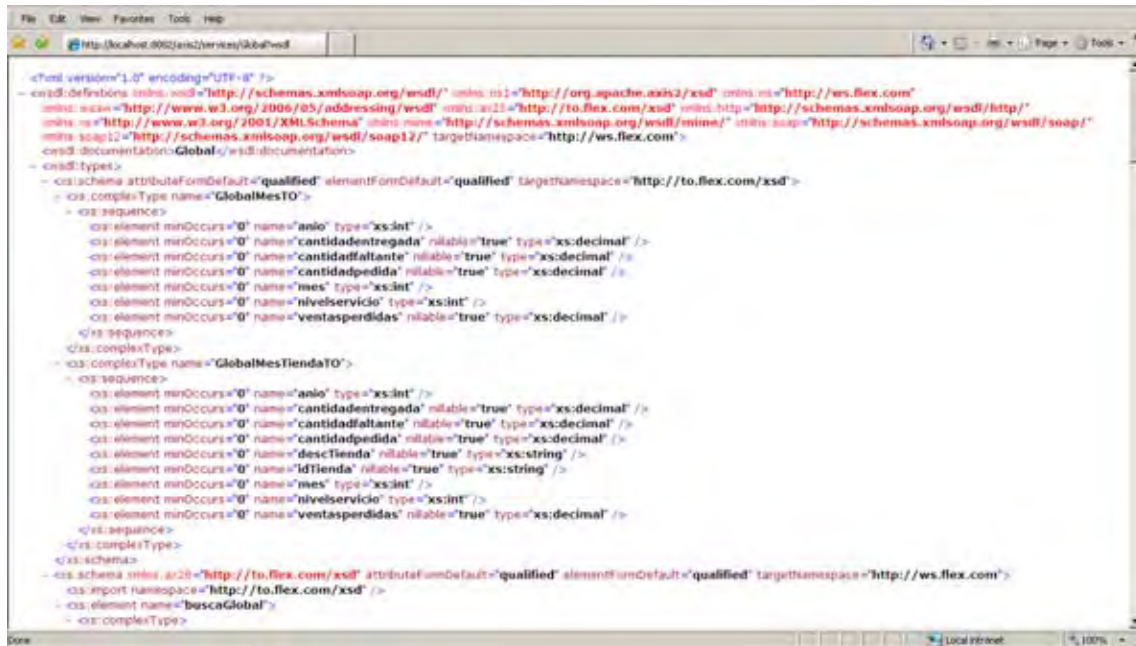 File Edit View Favorites Tools Help
http://localhost:8082/axis2/services/Global?wsdl Page Tools
<?xml version="1.0" encoding="UTF-8" ?>
- <wsdl:definitions xmlns:wsdl="http://schemas.xmlsoap.org/wsdl/" xmlns:ns1="http://org.apache.axis2/xsd" xmlns:ns="http://ws.flex.com"
xmlns:wsaw="http://www.w3.org/2006/05/addressing/wsdl" xmlns:ax21="http://to.flex.com/xsd" xmlns:http="http://schemas.xmlsoap.org/wsdl/http/"
xmlns:xs="http://www.w3.org/2001/XMLSchema" xmlns:mime="http://schemas.xmlsoap.org/wsdl/mime/" xmlns:soap="http://schemas.xmlsoap.org/wsdl/soap/"
xmlns:soap12="http://schemas.xmlsoap.org/wsdl/soap12/" targetNamespace="http://ws.flex.com">
<wsdl:documentation>Global</wsdl:documentation>
- <wsdl:types>
- <xs:schema attributeFormDefault="qualified" elementFormDefault="qualified" targetNamespace="http://to.flex.com/xsd">
- <xs:complexType name="GlobalMesTO">
- <xs:sequence>
<xs:element minOccurs="0" name="anio" type="xs:int" />
<xs:element minOccurs="0" name="cantidadentregada" nillable="true" type="xs:decimal" />
<xs:element minOccurs="0" name="cantidadfaltante" nillable="true" type="xs:decimal" />
<xs:element minOccurs="0" name="cantidadpedida" nillable="true" type="xs:decimal" />
<xs:element minOccurs="0" name="mes" type="xs:int" />
<xs:element minOccurs="0" name="nivelservicio" type="xs:int" />
<xs:element minOccurs="0" name="ventasperdidas" nillable="true" type="xs:decimal" />
</xs:sequence>
</xs:complexType>
- <xs:complexType name="GlobalMesTiendaTO">
- <xs:sequence>
<xs:element minOccurs="0" name="anio" type="xs:int" />
<xs:element minOccurs="0" name="cantidadentregada" nillable="true" type="xs:decimal" />
<xs:element minOccurs="0" name="cantidadfaltante" nillable="true" type="xs:decimal" />
<xs:element minOccurs="0" name="cantidadpedida" nillable="true" type="xs:decimal" />
<xs:element minOccurs="0" name="descTienda" nillable="true" type="xs:string" />
<xs:element minOccurs="0" name="idTienda" nillable="true" type="xs:string" />
<xs:element minOccurs="0" name="mes" type="xs:int" />
<xs:element minOccurs="0" name="nivelservicio" type="xs:int" />
<xs:element minOccurs="0" name="ventasperdidas" nillable="true" type="xs:decimal" />
</xs:sequence>
</xs:complexType>
</xs:schema>
- <xs:schema xmlns:ax20="http://to.flex.com/xsd" attributeFormDefault="qualified" elementFormDefault="qualified" targetNamespace="http://ws.flex.com">
<xs:import namespace="http://to.flex.com/xsd" />
- <xs:element name="buscaGlobal">
- <xs:complexType>
Done Local intranet 100%